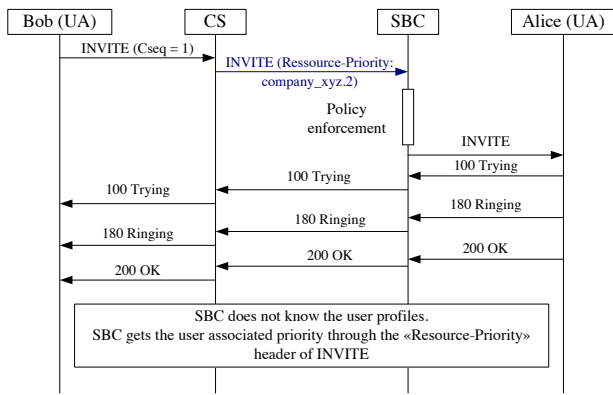 Bob (UA)
CS
SBC
Alice (UA)
INVITE (Cseq = 1)
INVITE (Ressource-Priority:
company_xyz.2)
Policy
enforcement
INVITE
100 Trying
100 Trying
100 Trying
180 Ringing
180 Ringing
180 Ringing
200 OK
200 OK
200 OK
SBC does not know the user profiles.
SBC gets the user associated priority through the «Resource-Priority»
header of INVITE